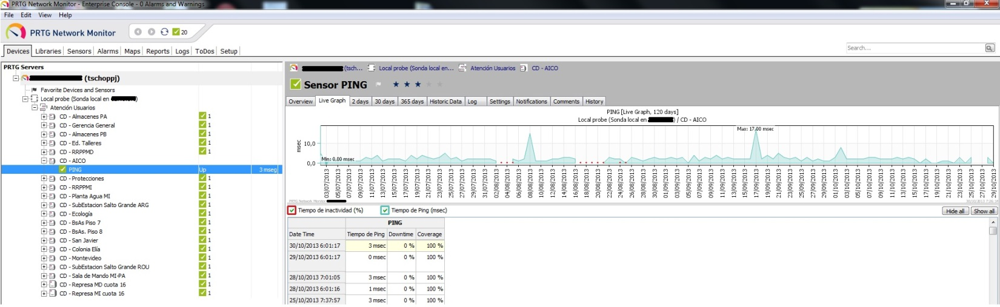 PRTG Network Monitor - Enterprise Console - 0 Alarms and Warnings
File Edit View Help
PRTG Network Monitor 20
Devices Libraries Sensors Alarms Maps Reports Logs ToDos Setup
Search...
PRTG Servers
(tschoppj)
Favorite Devices and Sensors
Local probe (Sonda local en )
Atención Usuarios
CD - Almacenes PA 1
CD - Gerencia General 1
CD - Almacenes PB 1
CD - Ed. Talleres 1
CD - RRPPMD 1
CD - AICO
PING Up 3 mseg
CD - Protecciones 1
CD - RRPPMI 1
CD - Planta Agua MI 1
CD - SubEstacion Salto Grande ARG 1
CD - Ecología 1
CD - BsAs Piso 7 1
CD - BsAs. Piso 8 1
CD - San Javier 1
CD - Colonia Elía 1
CD - Montevideo 1
CD - SubEstacion Salto Grande ROU 1
CD - Sala de Mando MI-PA 1
CD - Represa MD cuota 16 1
CD - Represa MI cuota 16 1
(tsch... Local probe (Sonda local en... Atención Usuarios CD - AICO
Sensor PING
Overview Live Graph 2 days 30 days 365 days Historic Data Log Settings Notifications Comments History
PING [Live Graph, 120 days]
Local probe (Sonda local en ) / CD - AICO
Max: 17.00 msec
msec
10,0
Min: 0.00 msec
0,0
03/07/2013 05/07/2013 07/07/2013 09/07/2013 11/07/2013 13/07/2013 15/07/2013 17/07/2013 19/07/2013 21/07/2013 23/07/2013 25/07/2013 27/07/2013 29/07/2013 31/07/2013 02/08/2013 04/08/2013 06/08/2013 08/08/2013 10/08/2013 12/08/2013 14/08/2013 16/08/2013 18/08/2013 20/08/2013 22/08/2013 24/08/2013 26/08/2013 28/08/2013 30/08/2013 01/09/2013 03/09/2013 05/09/2013 07/09/2013 09/09/2013 11/09/2013 13/09/2013 15/09/2013 17/09/2013 19/09/2013 21/09/2013 23/09/2013 25/09/2013 27/09/2013 29/09/2013 01/10/2013 03/10/2013 05/10/2013 07/10/2013 09/10/2013 11/10/2013 13/10/2013 15/10/2013 17/10/2013 19/10/2013 21/10/2013 23/10/2013 25/10/2013 27/10/2013 29/10/2013
PRTG Network Monitor
Tiempo de inactividad (%) Tiempo de Ping (msec)
Hide all Show all
PING
Date Time Tiempo de Ping Downtime Coverage
30/10/2013 6:01:17 3 msec 0 % 100 %
29/10/2013 6:01:17 0 msec 0 % 100 %
28/10/2013 7:01:05 3 msec 0 % 100 %
28/10/2013 6:01:16 1 msec 0 % 100 %
25/10/2013 7:37:57 3 msec 0 % 100 %